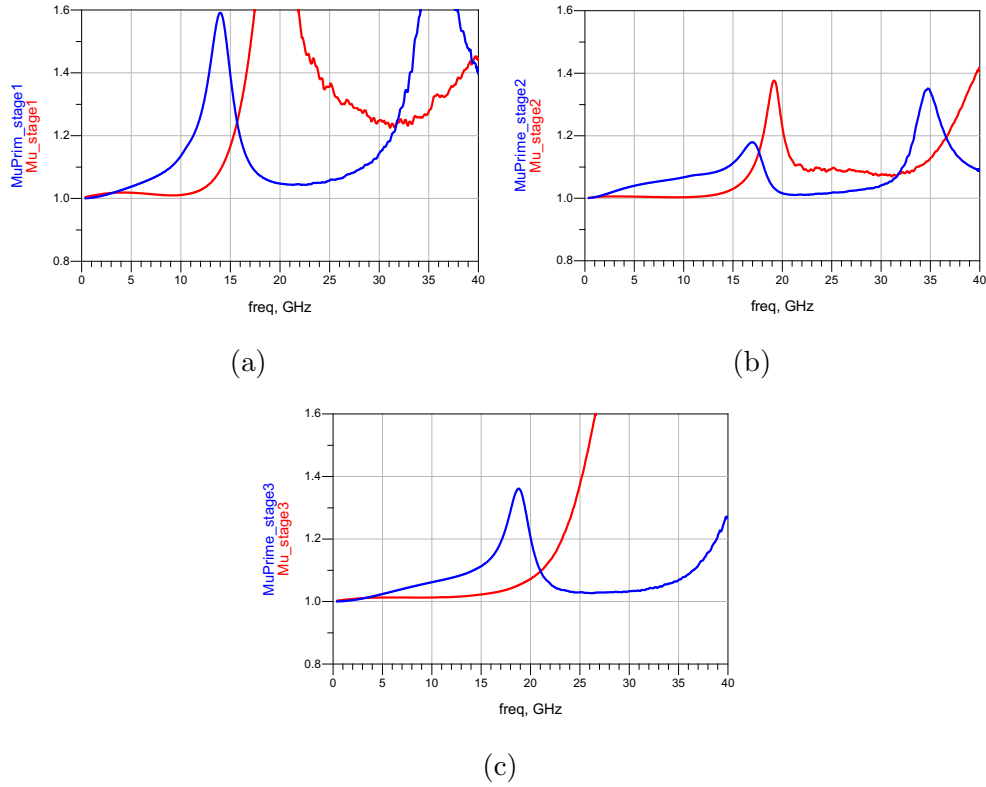 MuPrim_stage1
Mu_stage1
1.6
1.4
1.2
1.0
0.8
0 5 10 15 20 25 30 35 40
freq, GHz
(a)
MuPrime_stage2
Mu_stage2
1.6
1.4
1.2
1.0
0.8
0 5 10 15 20 25 30 35 40
freq, GHz
(b)
MuPrime_stage3
Mu_stage3
1.6
1.4
1.2
1.0
0.8
0 5 10 15 20 25 30 35 40
freq, GHz
(c)